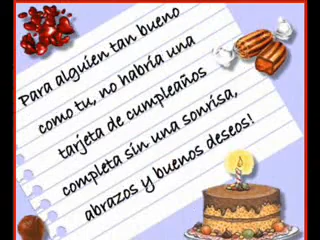 Para alguien tan bueno
como tu, no habría una
tarjeta de cumpleaños
completa sin una sonrisa,
abrazos y buenos deseos!